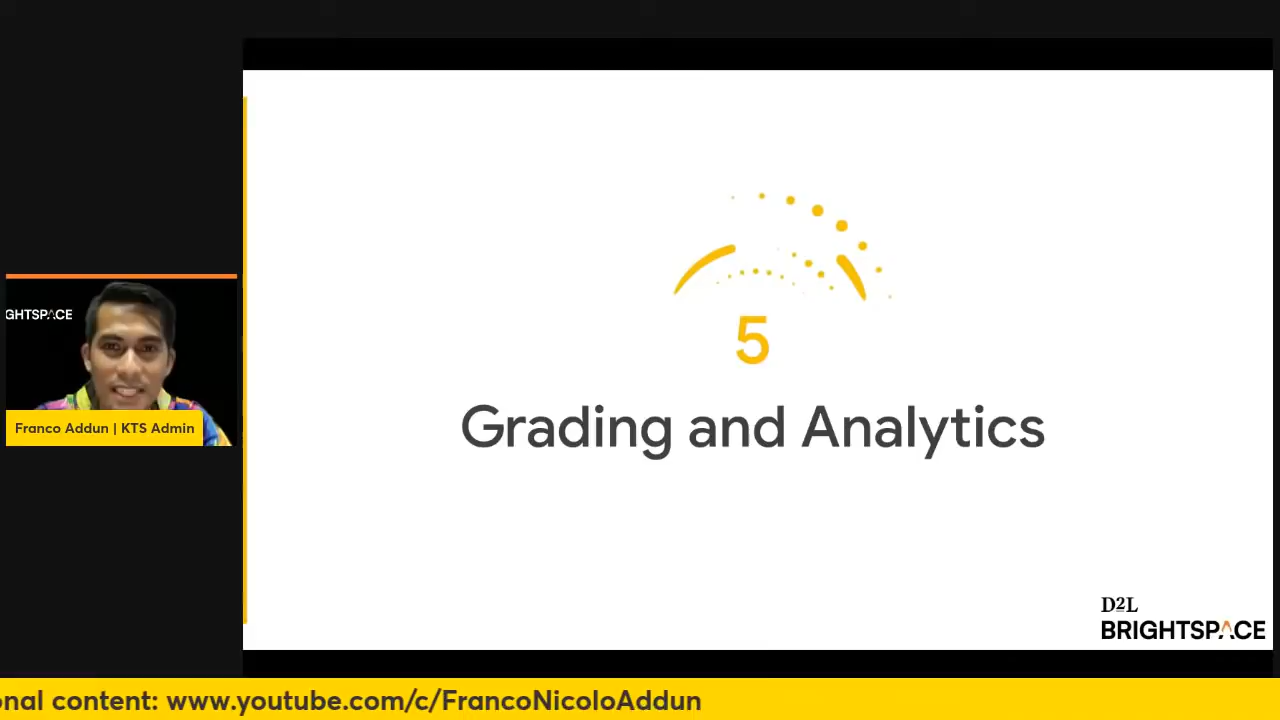 5
Grading and Analytics
GHTSPACE
Franco Addun | KTS Admin
D2L
BRIGHTSPACE
onal content: www.youtube.com/c/FrancoNicoloAddun